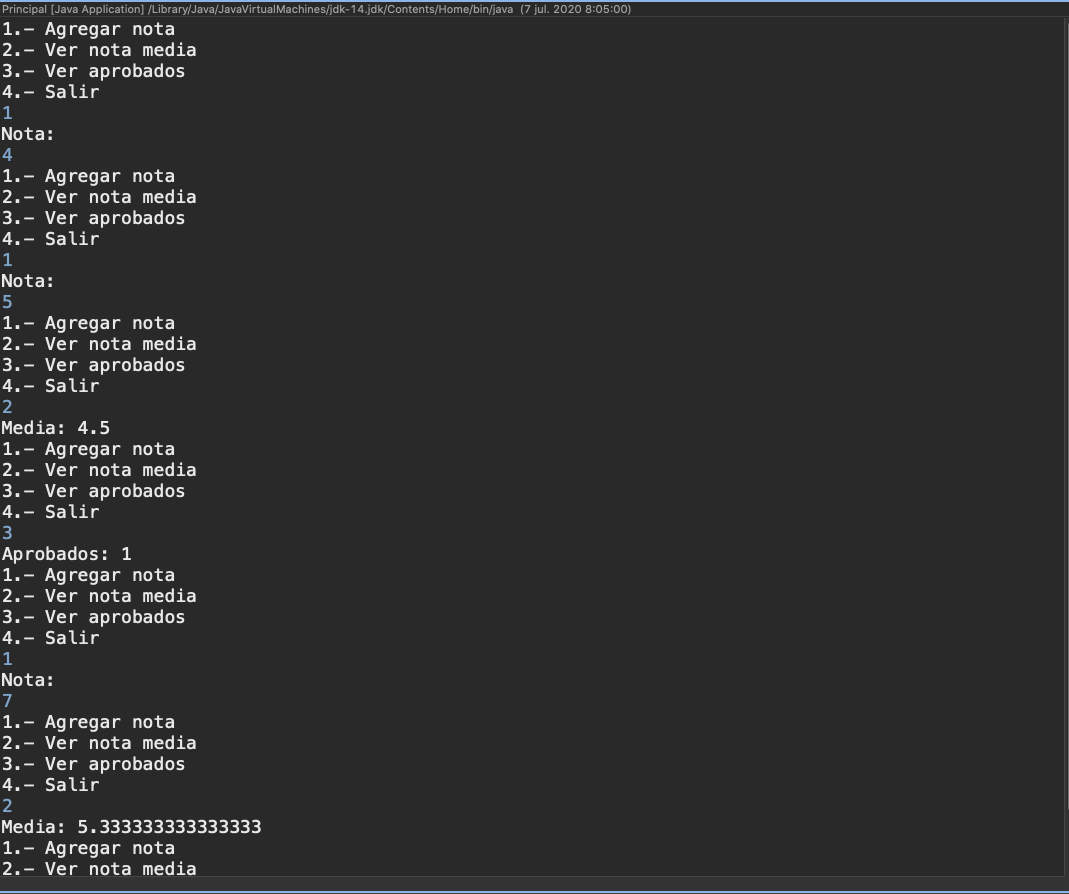 Principal [Java Application] /Library/Java/JavaVirtualMachines/jdk-14.jdk/Contents/Home/bin/java (7 jul. 2020 8:05:00)
1.- Agregar nota
2.- Ver nota media
3.- Ver aprobados
4.- Salir
1
Nota:
4
1.- Agregar nota
2.- Ver nota media
3.- Ver aprobados
4.- Salir
1
Nota:
5
1.- Agregar nota
2.- Ver nota media
3.- Ver aprobados
4.- Salir
2
Media: 4.5
1.- Agregar nota
2.- Ver nota media
3.- Ver aprobados
4.- Salir
3
Aprobados: 1
1.- Agregar nota
2.- Ver nota media
3.- Ver aprobados
4.- Salir
1
Nota:
7
1.- Agregar nota
2.- Ver nota media
3.- Ver aprobados
4.- Salir
2
Media: 5.333333333333333
1.- Agregar nota
2.- Ver nota media